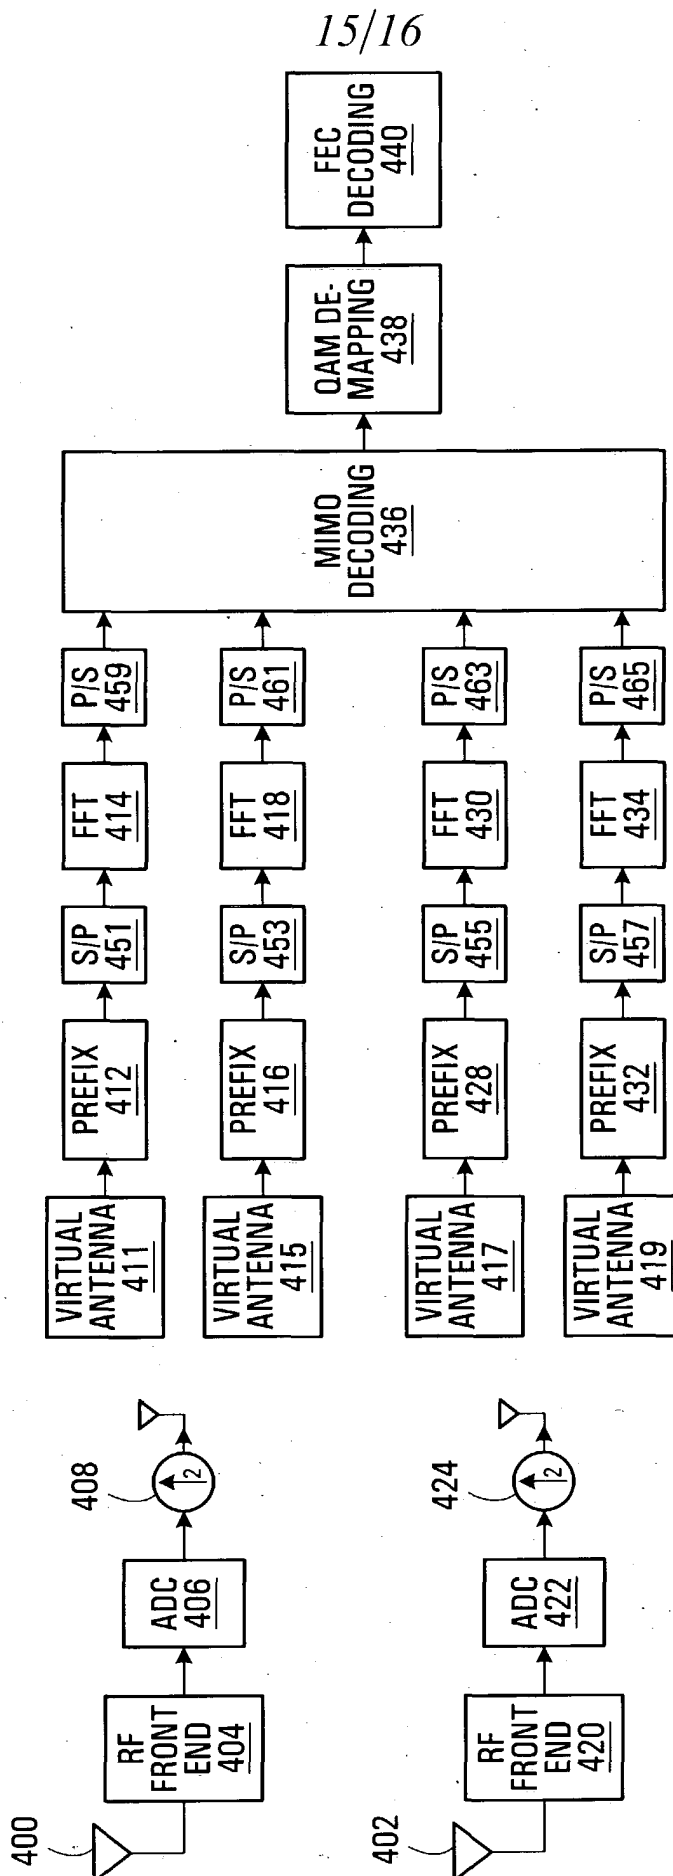 15/16
400
RF
FRONT
END
404
ADC
406
408
2
VIRTUAL
ANTENNA
411
PREFIX
412
S/P
451
FFT
414
P/S
459
VIRTUAL
ANTENNA
415
PREFIX
416
S/P
453
FFT
418
P/S
461
402
RF
FRONT
END
420
ADC
422
424
2
VIRTUAL
ANTENNA
417
PREFIX
428
S/P
455
FFT
430
P/S
463
VIRTUAL
ANTENNA
419
PREFIX
432
S/P
457
FFT
434
P/S
465
MIMO
DECODING
436
QAM DE-
MAPPING
438
FEC
DECODING
440